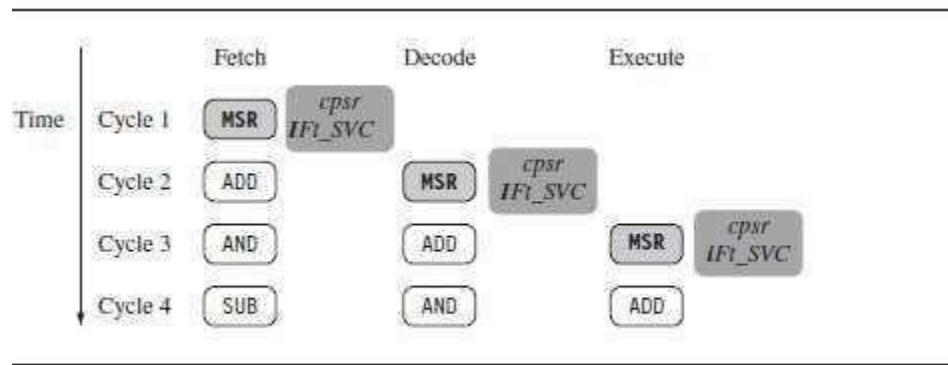 Fetch Decode Execute
Time Cycle 1 MSR cpsr IFt_SVC
Cycle 2 ADD MSR cpsr IFt_SVC
Cycle 3 AND ADD MSR cpsr IFt_SVC
Cycle 4 SUB AND ADD